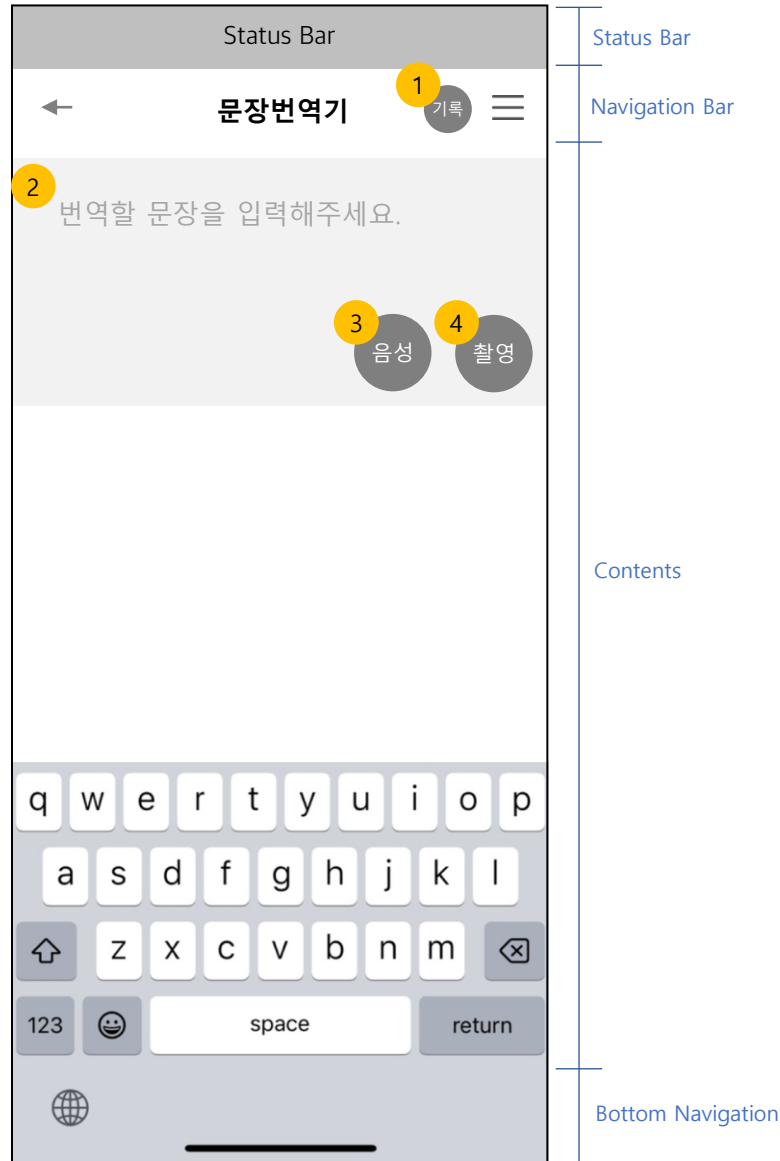 Status Bar
Status Bar
1
문장번역기
기록
Navigation Bar
2
번역할 문장을 입력해주세요.
3
4
음성
촬영
Contents
q w e r t y u i o p
a s d f g h j k l
z x c v b n m
123
space
return
Bottom Navigation